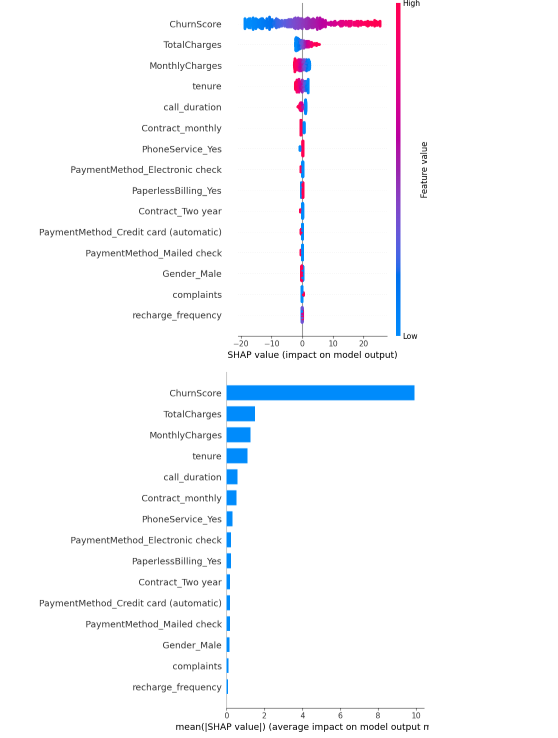 High
ChurnScore
TotalCharges
MonthlyCharges
tenure
call_duration
Contract_monthly
PhoneService_Yes
PaymentMethod_Electronic check
PaperlessBilling_Yes
Contract_Two year
PaymentMethod_Credit card (automatic)
PaymentMethod_Mailed check
Gender_Male
complaints
recharge_frequency
Feature value
Low
−20 −10 0 10 20
SHAP value (impact on model output)
ChurnScore
TotalCharges
MonthlyCharges
tenure
call_duration
Contract_monthly
PhoneService_Yes
PaymentMethod_Electronic check
PaperlessBilling_Yes
Contract_Two year
PaymentMethod_Credit card (automatic)
PaymentMethod_Mailed check
Gender_Male
complaints
recharge_frequency
0 2 4 6 8 10
mean(|SHAP value|) (average impact on model output